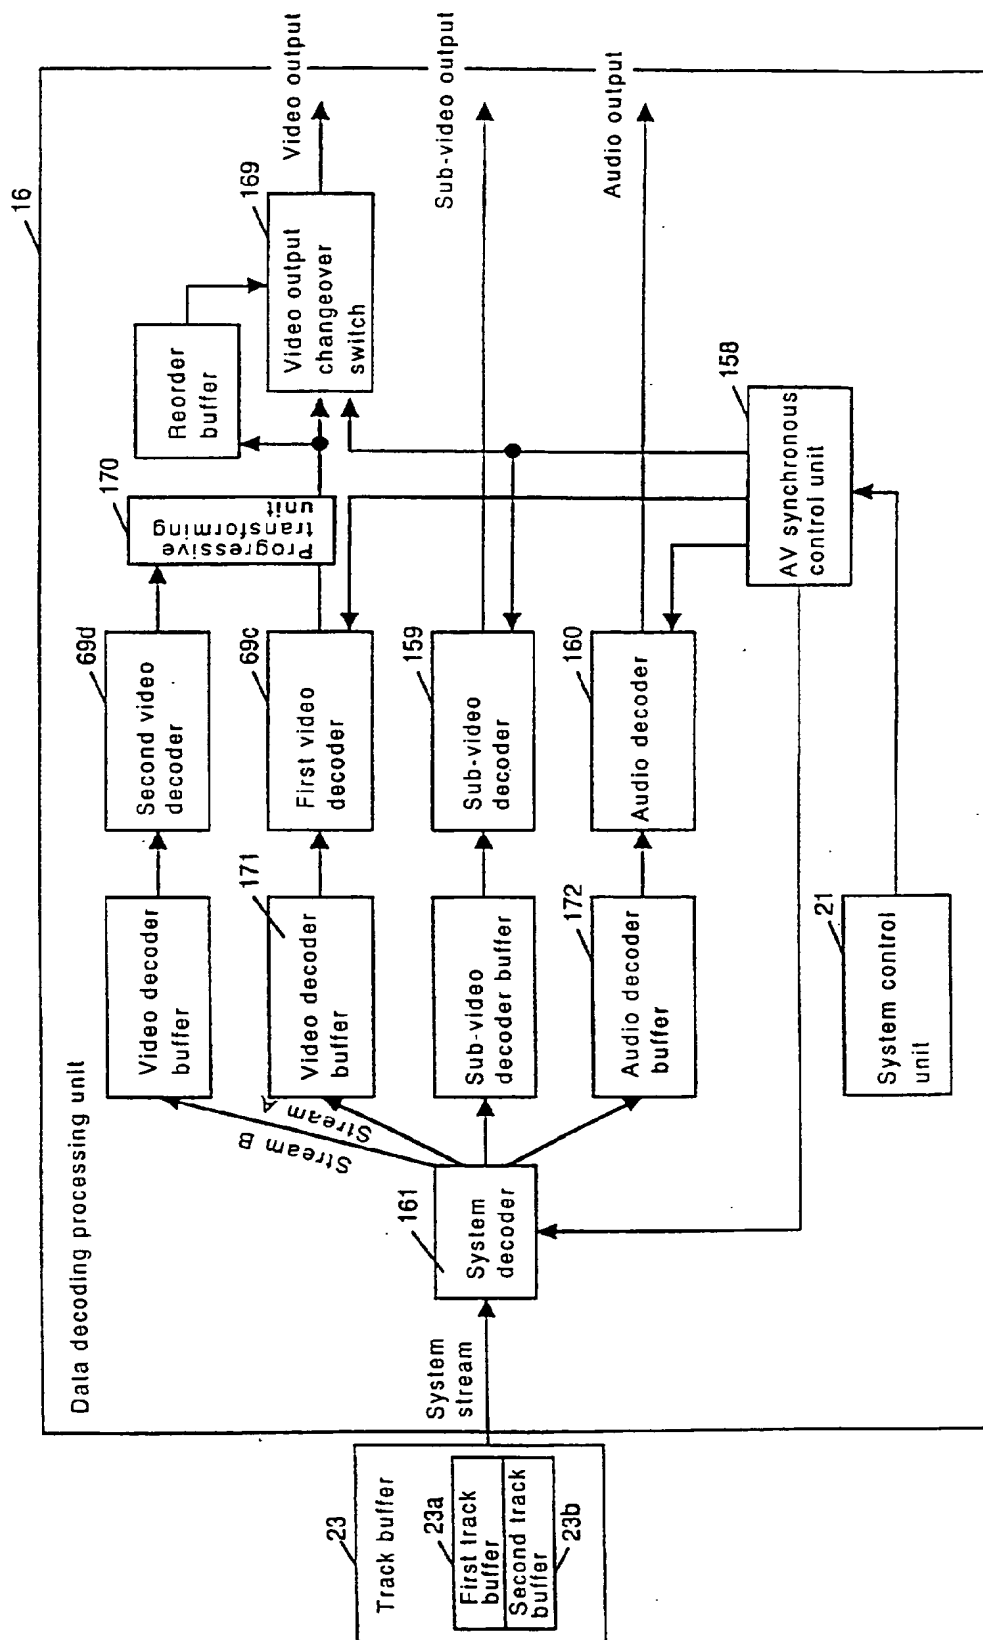 16
Data decoding processing unit
23
Track buffer
23a
First track
buffer
Second track
buffer
23b
System
stream
161
System
decoder
Stream B
Stream A
Video decoder
buffer
69d
Second video
decoder
170
Progressive
transforming
unit
Reorder
buffer
169
Video output
changeover
switch
Video output
171
Video decoder
buffer
69c
First video
decoder
Sub-video
decoder buffer
159
Sub-video
decoder
Sub-video output
172
Audio decoder
buffer
160
Audio decoder
Audio output
158
AV synchronous
control unit
21
System control
unit